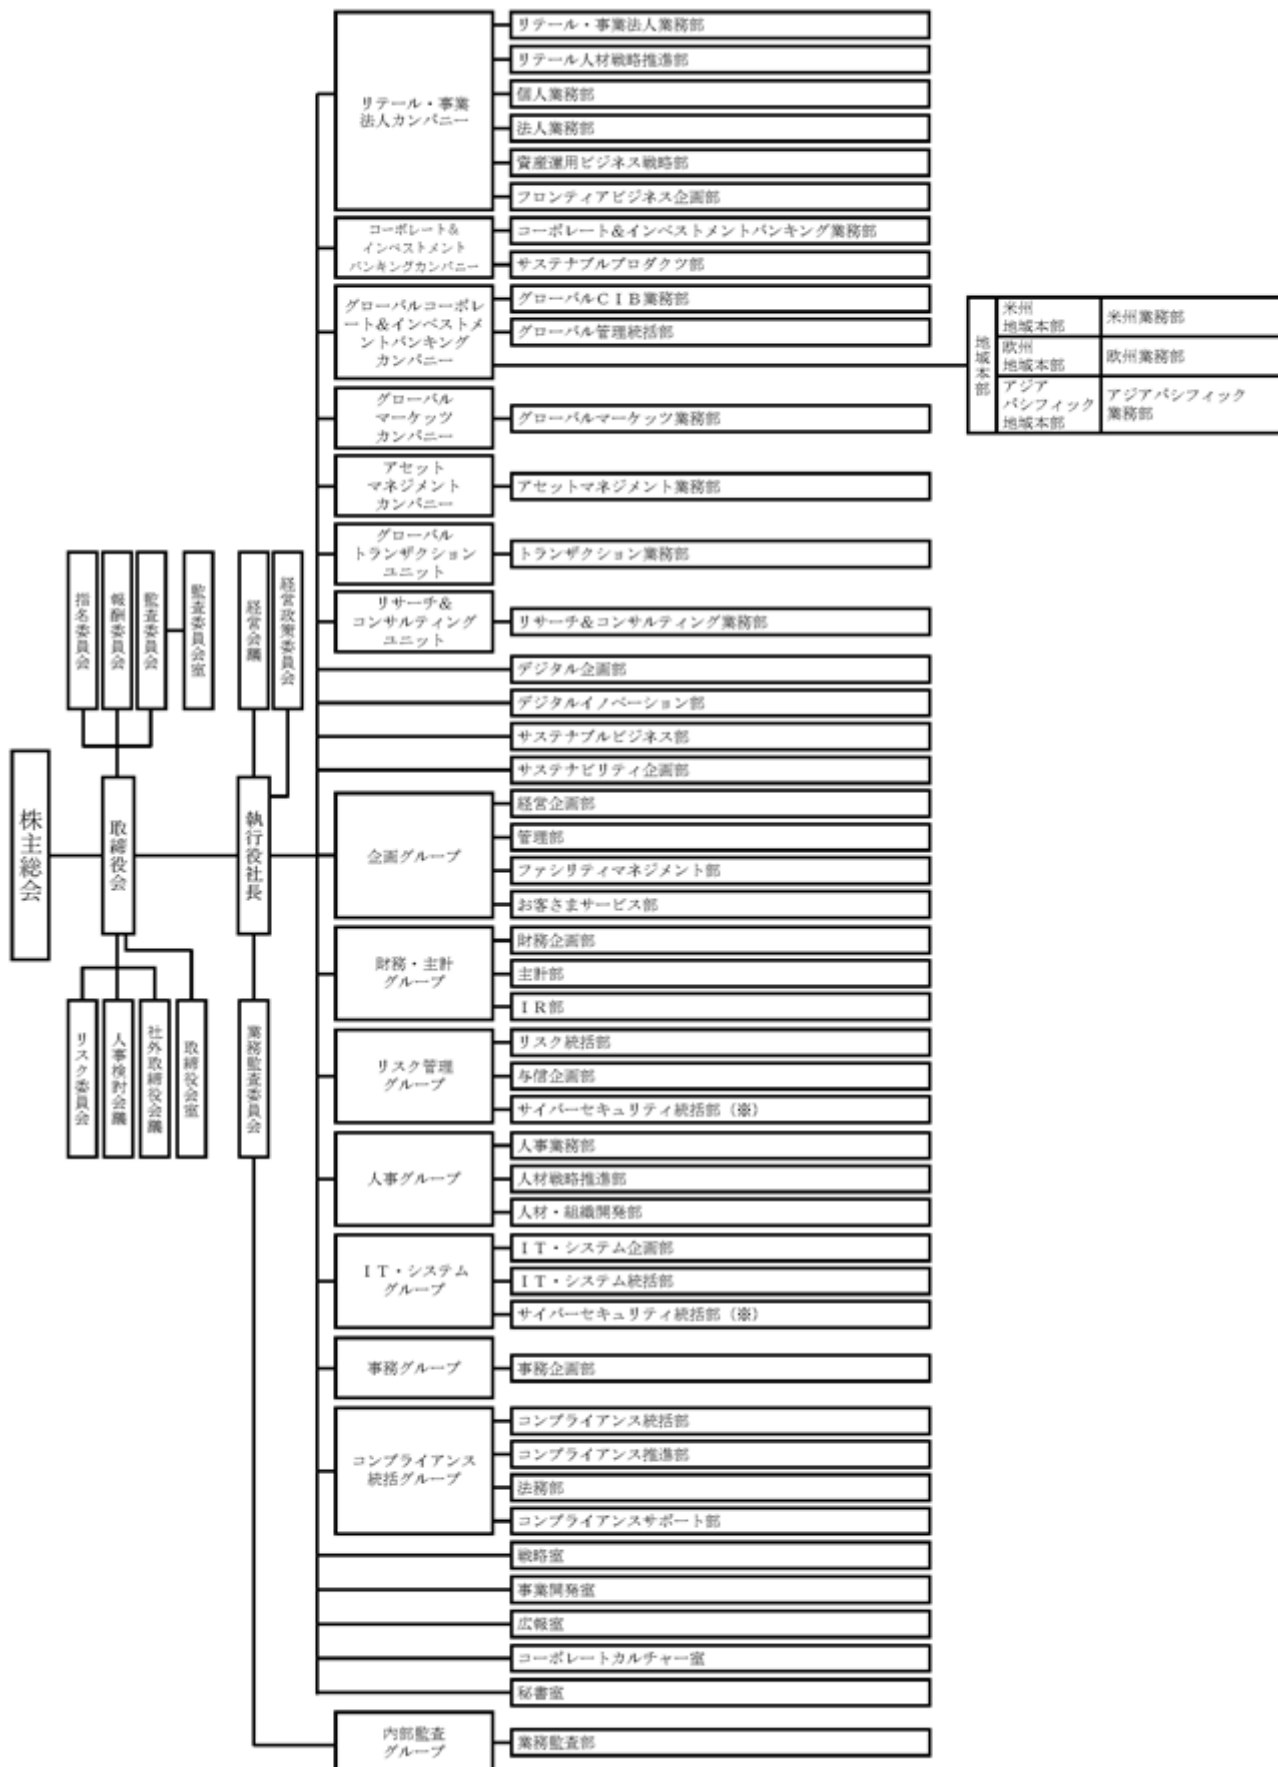 リテール・事業
法人カンパニー
リテール・事業法人業務部
リテール人材戦略推進部
個人業務部
法人業務部
資産運用ビジネス戦略部
フロンティアビジネス企画部
コーポレート&
インベストメント
バンキングカンパニー
コーポレート&インベストメントバンキング業務部
サステナブルプロダクツ部
グローバルコーポレ
ート&インベストメ
ントバンキング
カンパニー
グローバルCIB業務部
グローバル管理統括部
地域本部
米州
地域本部
米州業務部
欧州
地域本部
欧州業務部
アジア
パシフィック
地域本部
アジアパシフィック
業務部
グローバル
マーケッツ
カンパニー
グローバルマーケッツ業務部
アセット
マネジメント
カンパニー
アセットマネジメント業務部
グローバル
トランザクション
ユニット
トランザクション業務部
リサーチ&
コンサルティング
ユニット
リサーチ&コンサルティング業務部
指名委員会
報酬委員会
監査委員会
監査委員会室
経営会議
経営政策委員会
デジタル企画部
デジタルイノベーション部
サステナブルビジネス部
サステナビリティ企画部
株主総会
取締役会
執行役社長
企画グループ
経営企画部
管理部
ファシリティマネジメント部
お客さまサービス部
財務・主計
グループ
財務企画部
主計部
IR部
リスク委員会
人事検討会議
社外取締役会議
取締役会室
業務監査委員会
リスク管理
グループ
リスク統括部
与信企画部
サイバーセキュリティ統括部(※)
人事グループ
人事業務部
人材戦略推進部
人材・組織開発部
IT・システム
グループ
IT・システム企画部
IT・システム統括部
サイバーセキュリティ統括部(※)
事務グループ
事務企画部
コンプライアンス
統括グループ
コンプライアンス統括部
コンプライアンス推進部
法務部
コンプライアンスサポート部
戦略室
事業開発室
広報室
コーポレートカルチャー室
秘書室
内部監査
グループ
業務監査部